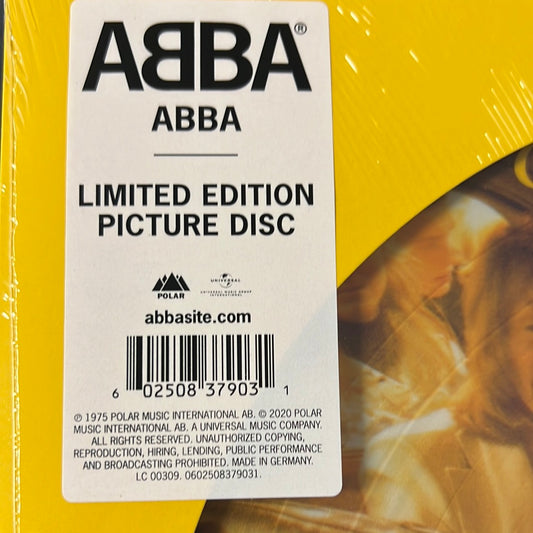 ABBA®
ABBA
LIMITED EDITION
PICTURE DISC
POLAR
UNIVERSAL
UNIVERSAL MUSIC GROUP
INTERNATIONAL
abbasite.com
6 02508 37903 1
℗ 1975 POLAR MUSIC INTERNATIONAL AB. © 2020 POLAR
MUSIC INTERNATIONAL AB. A UNIVERSAL MUSIC COMPANY.
ALL RIGHTS RESERVED. UNAUTHORIZED COPYING,
REPRODUCTION, HIRING, LENDING, PUBLIC PERFORMANCE
AND BROADCASTING PROHIBITED. MADE IN GERMANY.
LC 00309. 0602508379031.